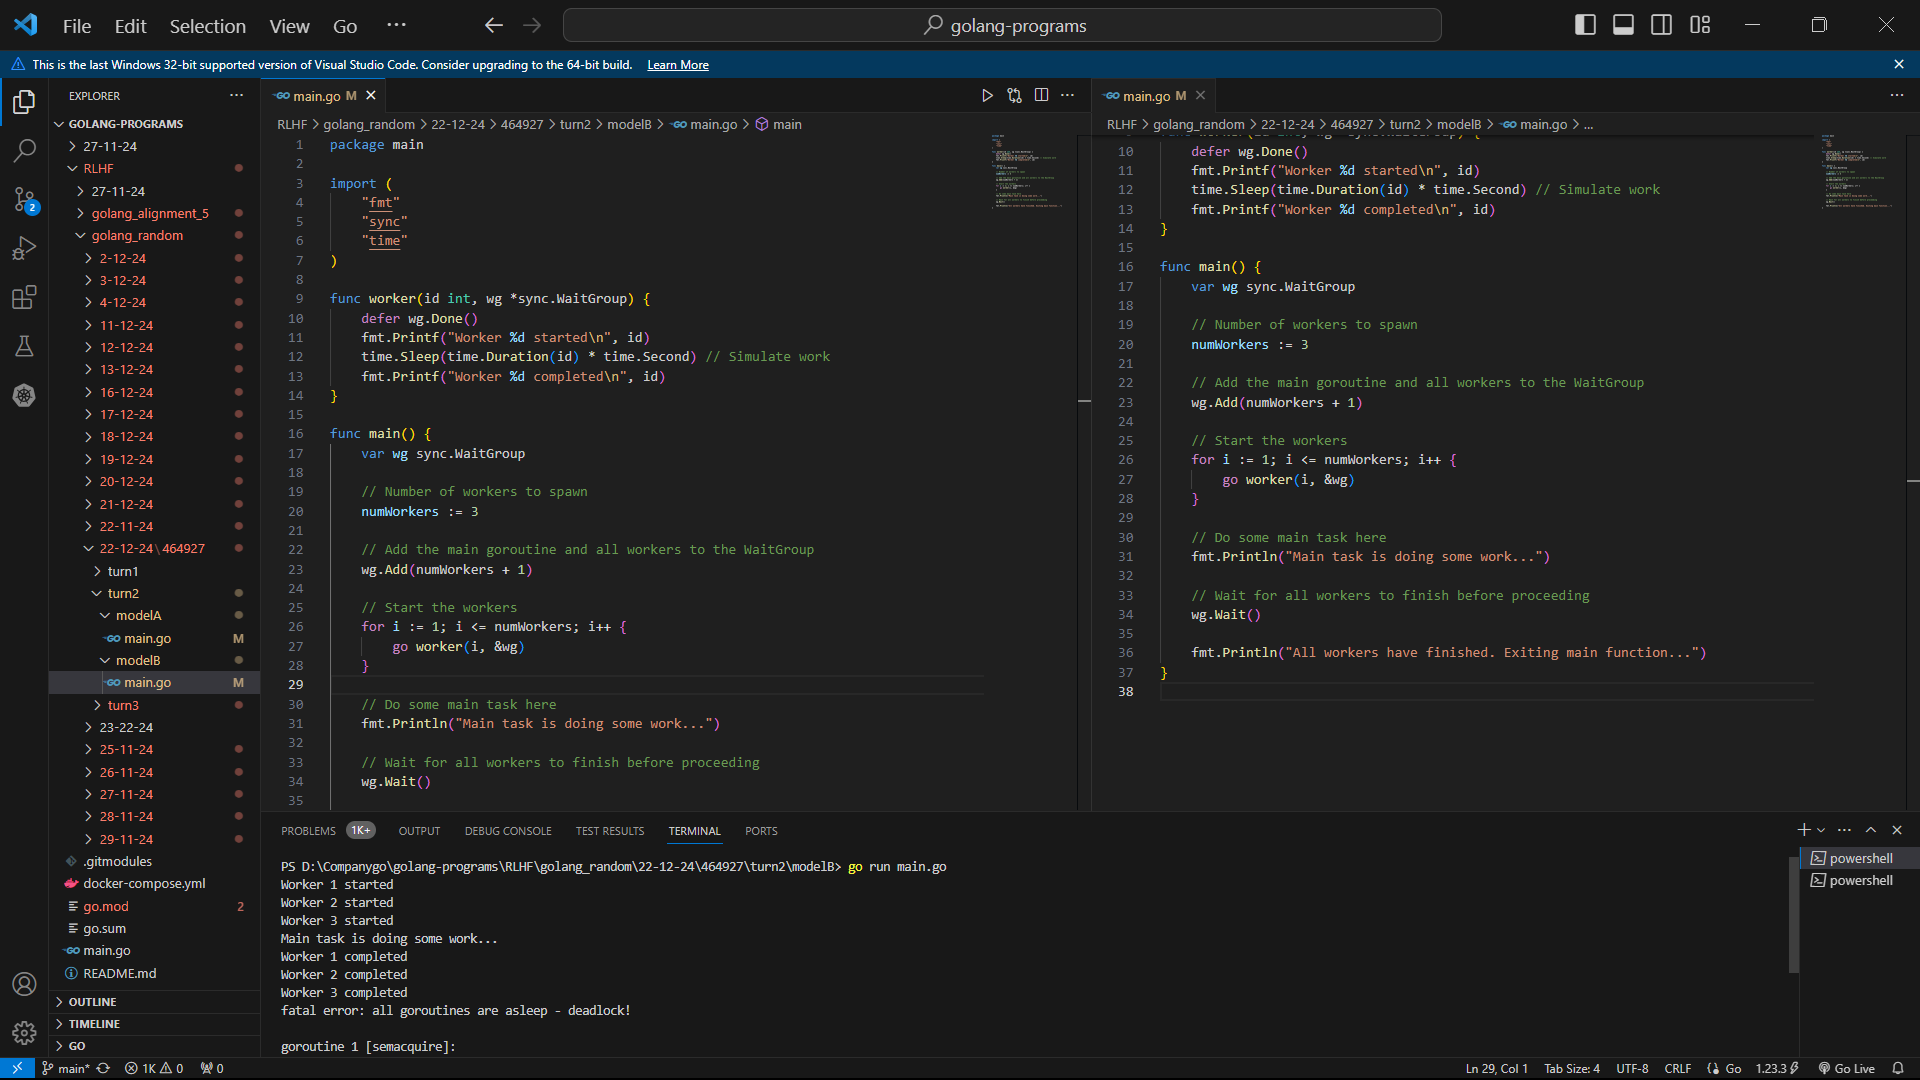 File Edit Selection View Go ...
golang-programs
This is the last Windows 32-bit supported version of Visual Studio Code. Consider upgrading to the 64-bit build. Learn More
EXPLORER
GOLANG-PROGRAMS
27-11-24
RLHF
27-11-24
golang_alignment_5
golang_random
2-12-24
3-12-24
4-12-24
11-12-24
12-12-24
13-12-24
16-12-24
17-12-24
18-12-24
19-12-24
20-12-24
21-12-24
22-11-24
22-12-24\464927
turn1
turn2
modelA
main.go M
modelB
main.go M
turn3
23-22-24
25-11-24
26-11-24
27-11-24
28-11-24
29-11-24
.gitmodules
docker-compose.yml
go.mod 2
go.sum
main.go
README.md
OUTLINE
TIMELINE
GO
2
main.go M
RLHF > golang_random > 22-12-24 > 464927 > turn2 > modelB > main.go > main
1 package main
2
3 import (
4 "fmt"
5 "sync"
6 "time"
7 )
8
9 func worker(id int, wg *sync.WaitGroup) {
10 defer wg.Done()
11 fmt.Printf("Worker %d started\n", id)
12 time.Sleep(time.Duration(id) * time.Second) // Simulate work
13 fmt.Printf("Worker %d completed\n", id)
14 }
15
16 func main() {
17 var wg sync.WaitGroup
18
19 // Number of workers to spawn
20 numWorkers := 3
21
22 // Add the main goroutine and all workers to the WaitGroup
23 wg.Add(numWorkers + 1)
24
25 // Start the workers
26 for i := 1; i <= numWorkers; i++ {
27 go worker(i, &wg)
28 }
29
30 // Do some main task here
31 fmt.Println("Main task is doing some work...")
32
33 // Wait for all workers to finish before proceeding
34 wg.Wait()
35
main.go M
RLHF > golang_random > 22-12-24 > 464927 > turn2 > modelB > main.go > ...
10 defer wg.Done()
11 fmt.Printf("Worker %d started\n", id)
12 time.Sleep(time.Duration(id) * time.Second) // Simulate work
13 fmt.Printf("Worker %d completed\n", id)
14 }
15
16 func main() {
17 var wg sync.WaitGroup
18
19 // Number of workers to spawn
20 numWorkers := 3
21
22 // Add the main goroutine and all workers to the WaitGroup
23 wg.Add(numWorkers + 1)
24
25 // Start the workers
26 for i := 1; i <= numWorkers; i++ {
27 go worker(i, &wg)
28 }
29
30 // Do some main task here
31 fmt.Println("Main task is doing some work...")
32
33 // Wait for all workers to finish before proceeding
34 wg.Wait()
35
36 fmt.Println("All workers have finished. Exiting main function...")
37 }
38
PROBLEMS 1K+ OUTPUT DEBUG CONSOLE TEST RESULTS TERMINAL PORTS
PS D:\Companygo\golang-programs\RLHF\golang_random\22-12-24\464927\turn2\modelB> go run main.go
Worker 1 started
Worker 2 started
Worker 3 started
Main task is doing some work...
Worker 1 completed
Worker 2 completed
Worker 3 completed
fatal error: all goroutines are asleep - deadlock!
goroutine 1 [semacquire]:
powershell
powershell
main* 1K 0 0 Ln 29, Col 1 Tab Size: 4 UTF-8 CRLF Go 1.23.3 Go Live